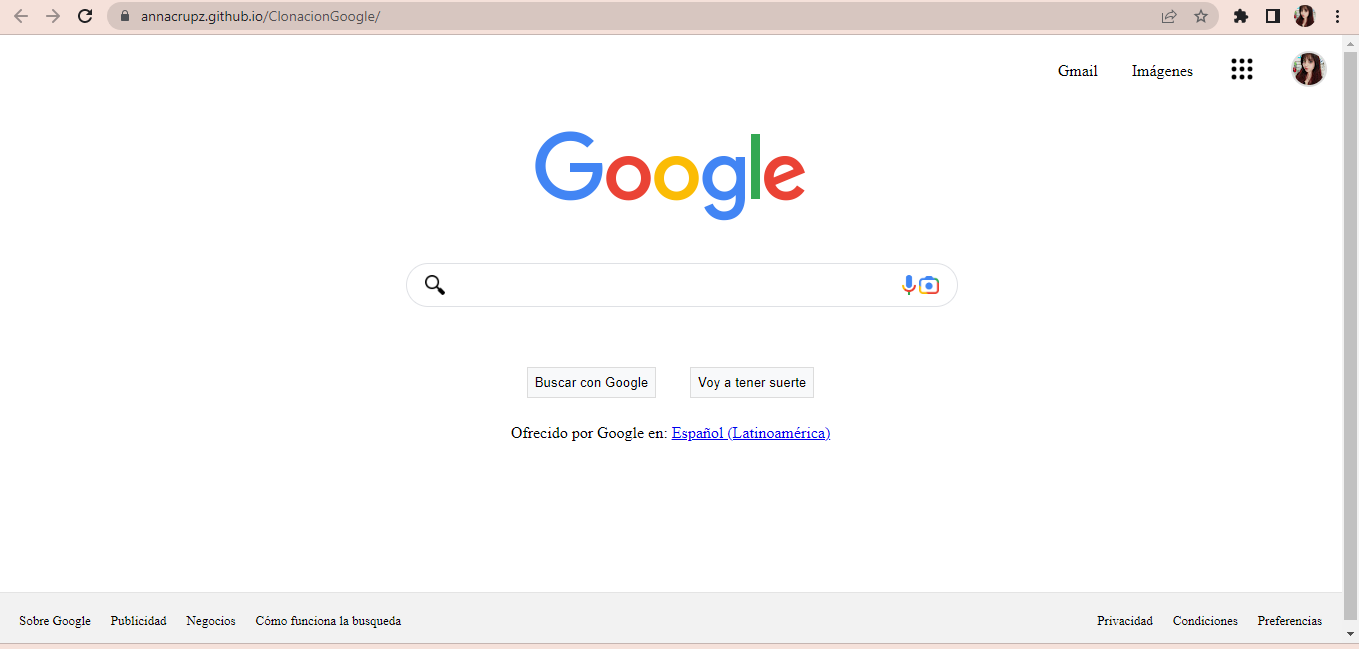 annacrupz.github.io/ClonacionGoogle/
Gmail Imágenes
Google
Buscar con Google Voy a tener suerte
Ofrecido por Google en: Español (Latinoamérica)
Sobre Google Publicidad Negocios Cómo funciona la busqueda Privacidad Condiciones Preferencias